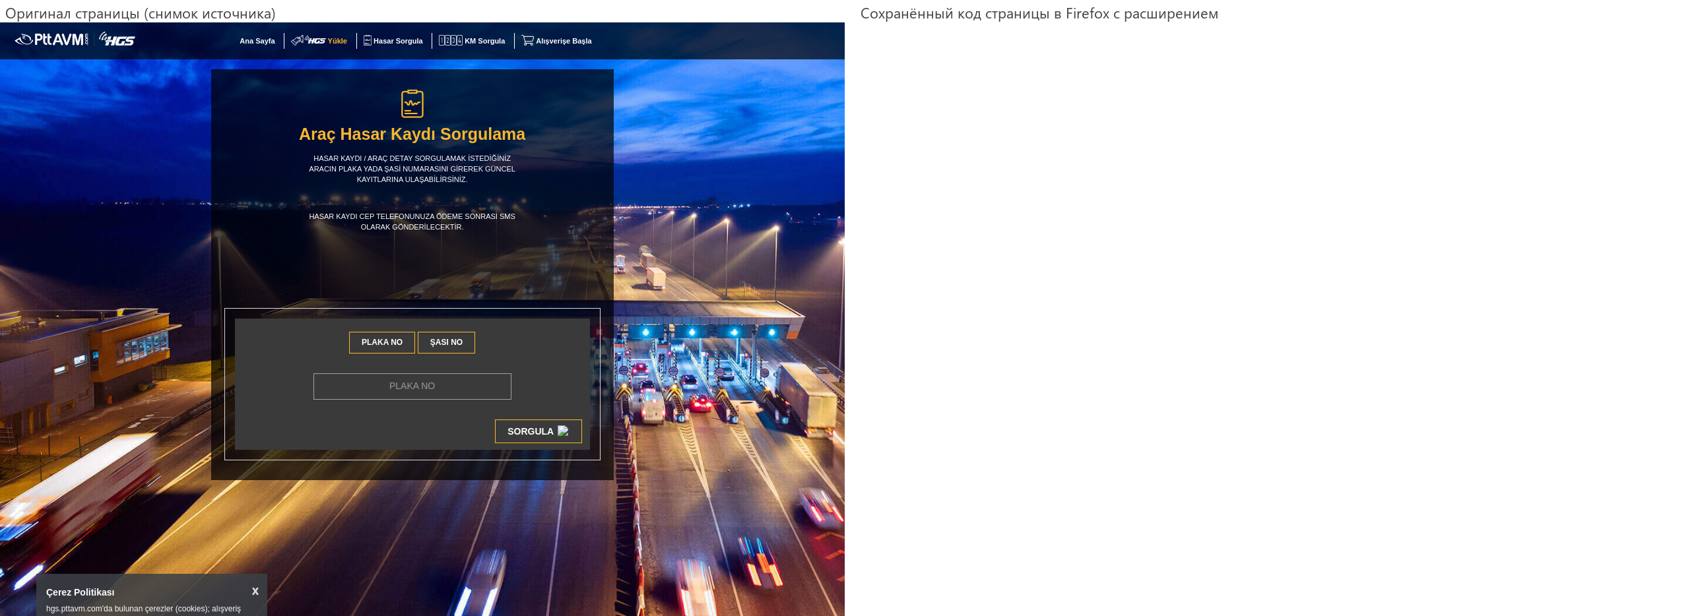 Оригинал страницы (снимок источника)
Сохранённый код страницы в Firefox с расширением
PttAVM.com HGS
Ana Sayfa
HGS Yükle
Hasar Sorgula
1234 KM Sorgula
Alışverişe Başla
Araç Hasar Kaydı Sorgulama
HASAR KAYDI / ARAÇ DETAY SORGULAMAK İSTEDİĞİNİZ
ARACIN PLAKA YADA ŞASİ NUMARASINI GİREREK GÜNCEL
KAYITLARINA ULAŞABİLİRSİNİZ.
HASAR KAYDI CEP TELEFONUNUZA ÖDEME SONRASI SMS
OLARAK GÖNDERİLECEKTİR.
PLAKA NO
ŞASI NO
PLAKA NO
SORGULA
Çerez Politikası
X
hgs.pttavm.com'da bulunan çerezler (cookies); alışveriş